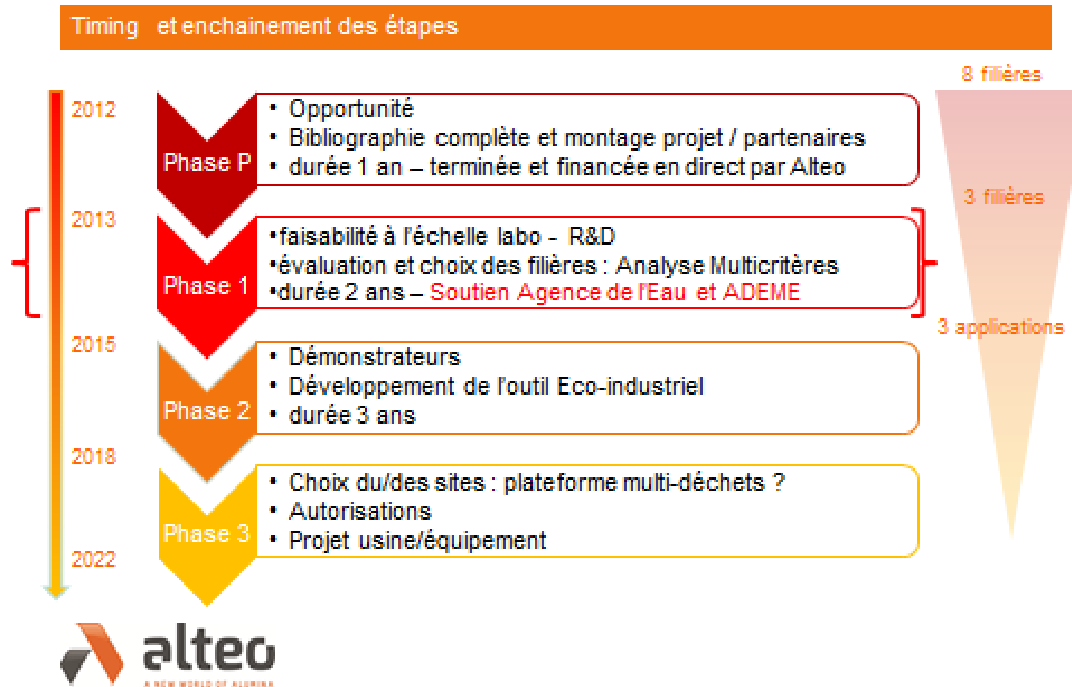 Timing et enchainement des étapes
8 filières
2012
Phase P
• Opportunité
• Bibliographie complète et montage projet / partenaires
• durée 1 an – terminée et financée en direct par Alteo
3 filières
2013
Phase 1
•faisabilité à l'échelle labo - R&D
•évaluation et choix des filières : Analyse Multicritères
•durée 2 ans – Soutien Agence de l'Eau et ADEME
3 applications
2015
Phase 2
• Démonstrateurs
• Développement de l'outil Eco-industriel
• durée 3 ans
2018
Phase 3
• Choix du/des sites : plateforme multi-déchets ?
• Autorisations
• Projet usine/équipement
2022
alteo
A NEW WORLD OF ALUMINA